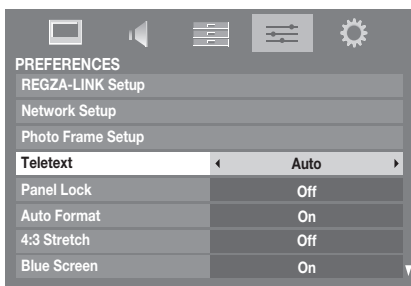 PREFERENCES
REGZA-LINK Setup
Network Setup
Photo Frame Setup
Teletext Auto
Panel Lock Off
Auto Format On
4:3 Stretch Off
Blue Screen On